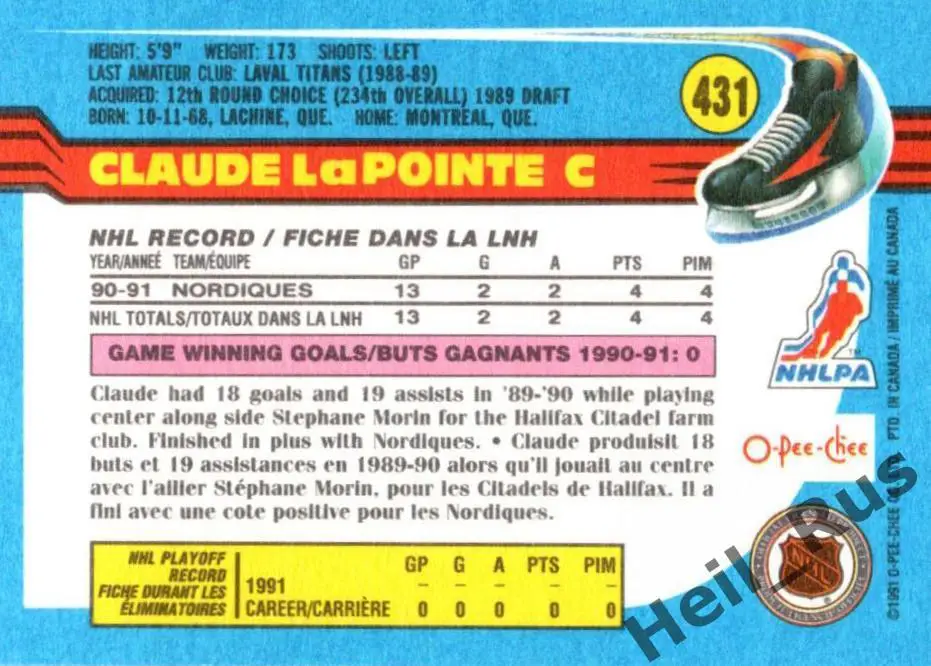 HEIGHT: 5'9" WEIGHT: 173 SHOOTS: LEFT
LAST AMATEUR CLUB: LAVAL TITANS (1988-89)
ACQUIRED: 12th ROUND CHOICE (234th OVERALL) 1989 DRAFT
BORN: 10-11-68, LACHINE, QUE. HOME: MONTREAL, QUE.
431
CLAUDE LaPOINTE C
NHL RECORD / FICHE DANS LA LNH
YEAR/ANNEÉ TEAM/ÉQUIPE GP G A PTS PIM
90-91 NORDIQUES 13 2 2 4 4
NHL TOTALS/TOTAUX DANS LA LNH 13 2 2 4 4
GAME WINNING GOALS/BUTS GAGNANTS 1990-91: 0
Claude had 18 goals and 19 assists in '89-'90 while playing
center along side Stephane Morin for the Halifax Citadel farm
club. Finished in plus with Nordiques. • Claude produisit 18
buts et 19 assistances en 1989-90 alors qu'il jouait au centre
avec l'ailier Stéphane Morin, pour les Citadels de Halifax. Il a
fini avec une cote positive pour les Nordiques.
NHL PLAYOFF
RECORD
FICHE DURANT LES
ÉLIMINATOIRES
GP G A PTS PIM
1991 – – – – –
CAREER/CARRIÈRE 0 0 0 0 0
NHLPA
TM
O-Pee-Chee
NHL
©1991 O-PEE-CHEE PTD. IN CANADA / IMPRIMÉ AU CANADA
Heil_Rus